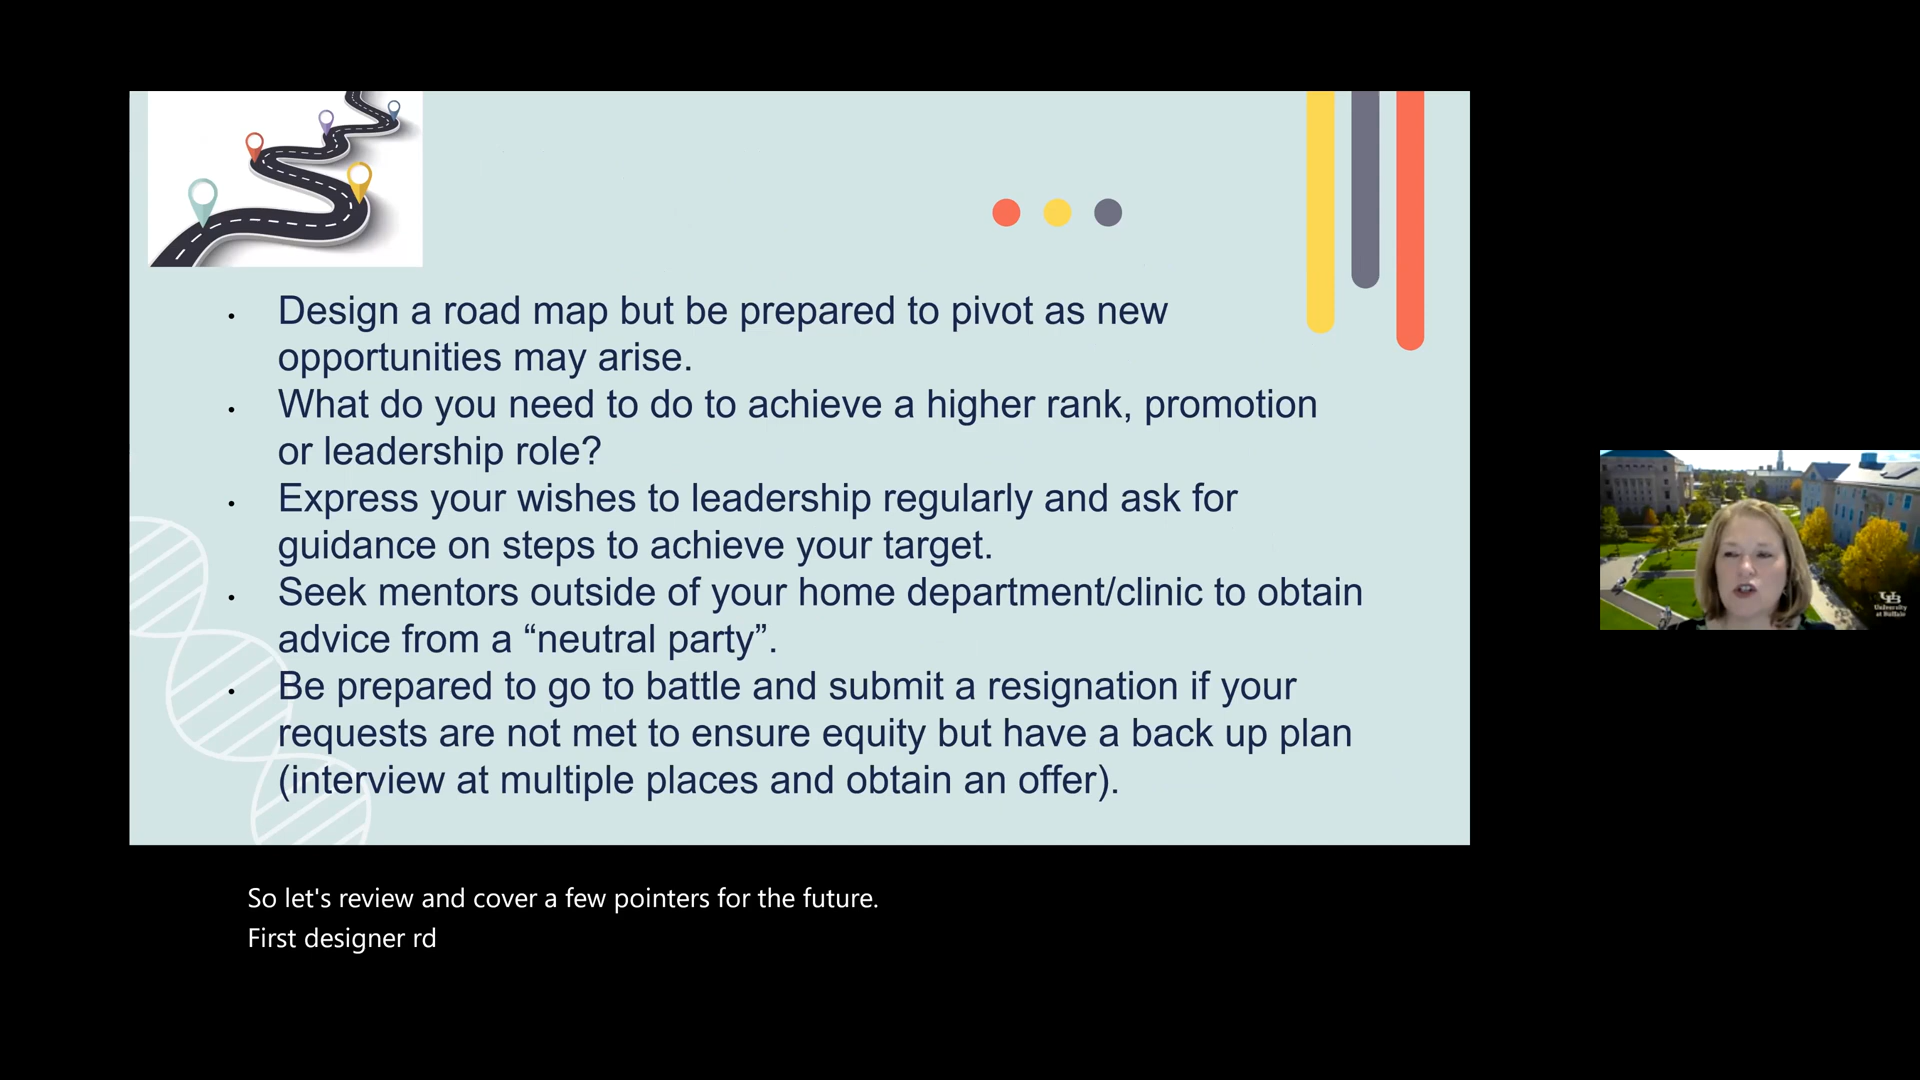 • Design a road map but be prepared to pivot as new
opportunities may arise.
• What do you need to do to achieve a higher rank, promotion
or leadership role?
• Express your wishes to leadership regularly and ask for
guidance on steps to achieve your target.
• Seek mentors outside of your home department/clinic to obtain
advice from a “neutral party”.
• Be prepared to go to battle and submit a resignation if your
requests are not met to ensure equity but have a back up plan
(interview at multiple places and obtain an offer).
UB
University
at Buffalo
So let's review and cover a few pointers for the future.
First designer rd